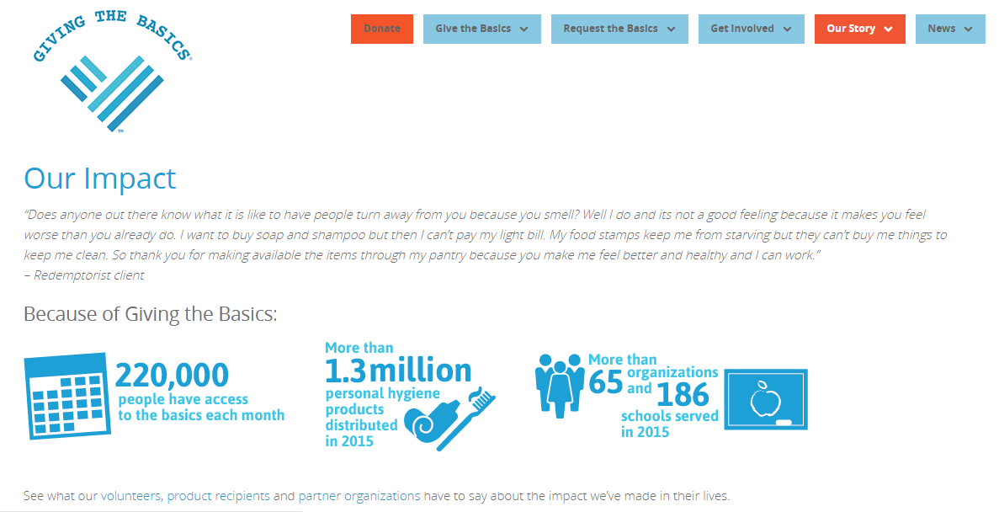 GIVING THE BASICS®
TM
Donate Give the Basics Request the Basics Get Involved Our Story News
Our Impact
“Does anyone out there know what it is like to have people turn away from you because you smell? Well I do and its not a good feeling because it makes you feel
worse than you already do. I want to buy soap and shampoo but then I can’t pay my light bill. My food stamps keep me from starving but they can’t buy me things to
keep me clean. So thank you for making available the items through my pantry because you make me feel better and healthy and I can work.”
– Redemptorist client
Because of Giving the Basics:
220,000
people have access
to the basics each month
More than
1.3 million
personal hygiene
products
distributed
in 2015
More than
65 organizations
and 186
schools served
in 2015
See what our volunteers, product recipients and partner organizations have to say about the impact we’ve made in their lives.